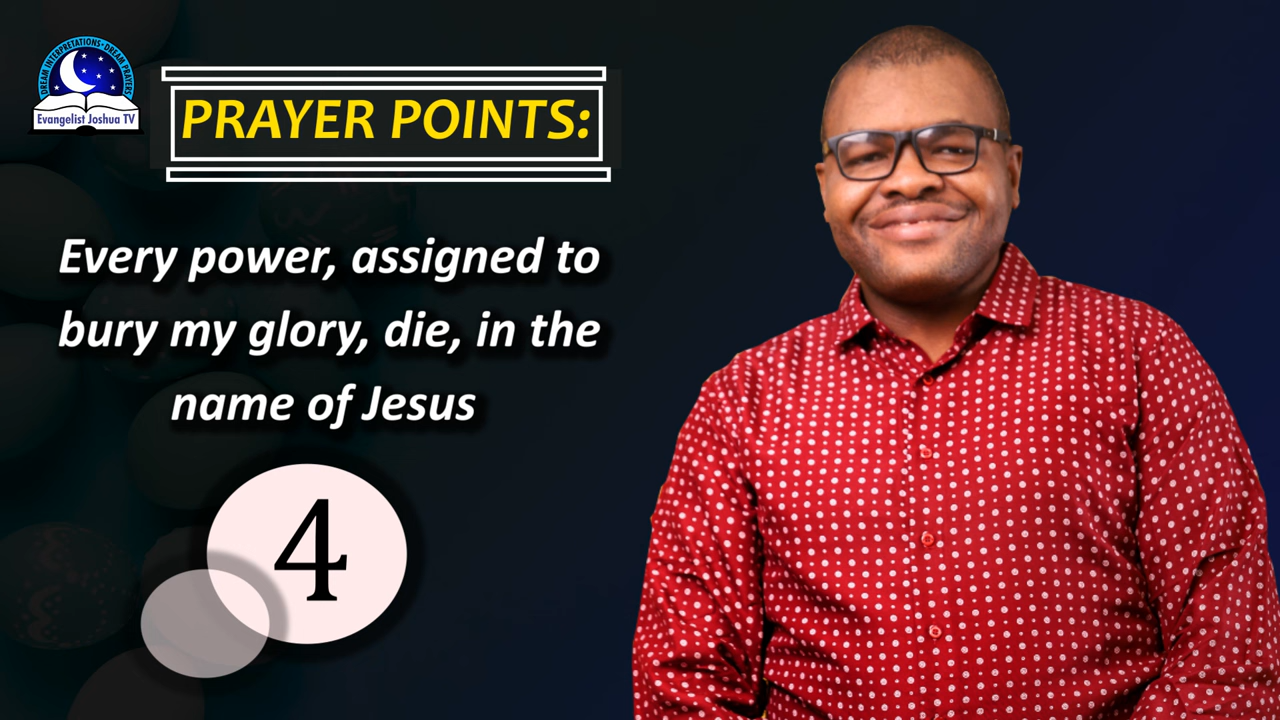 DREAM INTERPRETATIONS • DREAM PRAYERS
Evangelist Joshua TV
PRAYER POINTS:
Every power, assigned to
bury my glory, die, in the
name of Jesus
4